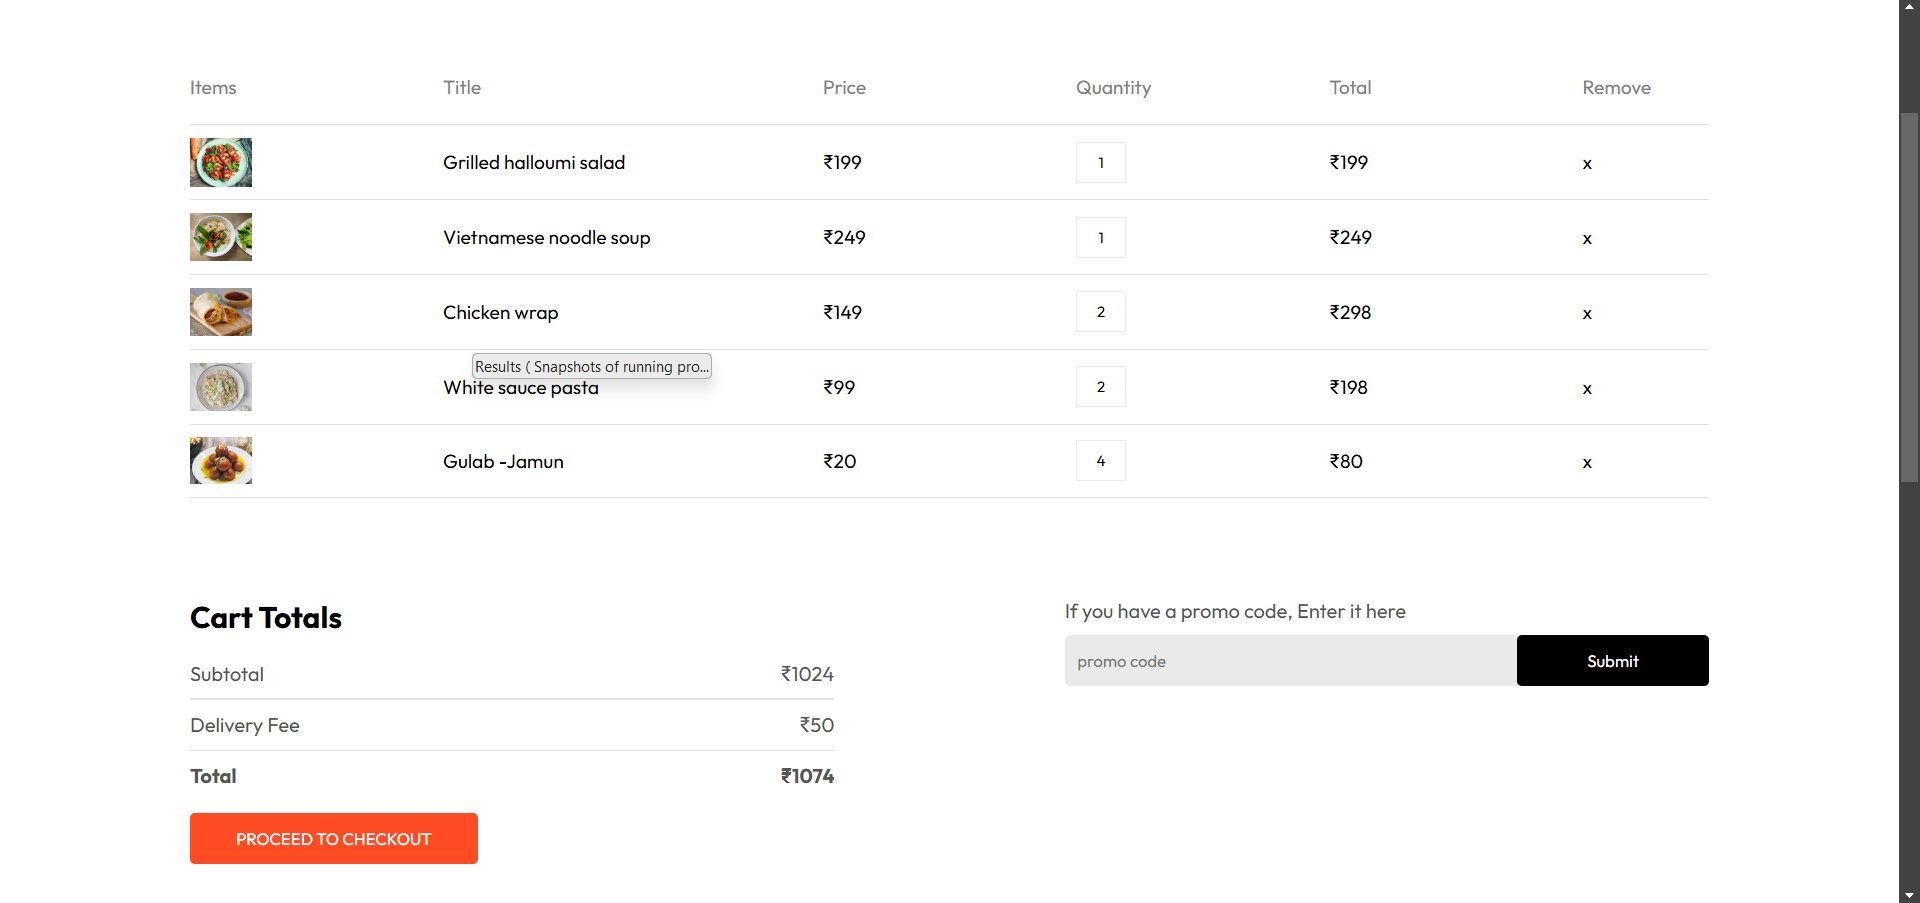 Items Title Price Quantity Total Remove
Grilled halloumi salad ₹199 1 ₹199 x
Vietnamese noodle soup ₹249 1 ₹249 x
Chicken wrap ₹149 2 ₹298 x
Results ( Snapshots of running pro...
White sauce pasta ₹99 2 ₹198 x
Gulab -Jamun ₹20 4 ₹80 x
Cart Totals
Subtotal ₹1024
Delivery Fee ₹50
Total ₹1074
PROCEED TO CHECKOUT
If you have a promo code, Enter it here
promo code Submit